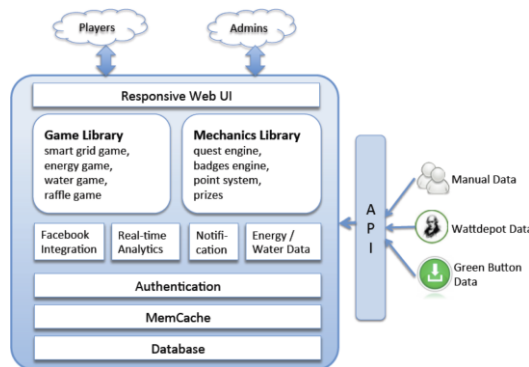 Players
Admins
Responsive Web UI
Game Library
smart grid game,
energy game,
water game,
raffle game
Mechanics Library
quest engine,
badges engine,
point system,
prizes
Facebook
Integration
Real-time
Analytics
Notifi-
cation
Energy /
Water Data
Authentication
MemCache
Database
A
P
I
Manual Data
Wattdepot Data
Green Button
Data